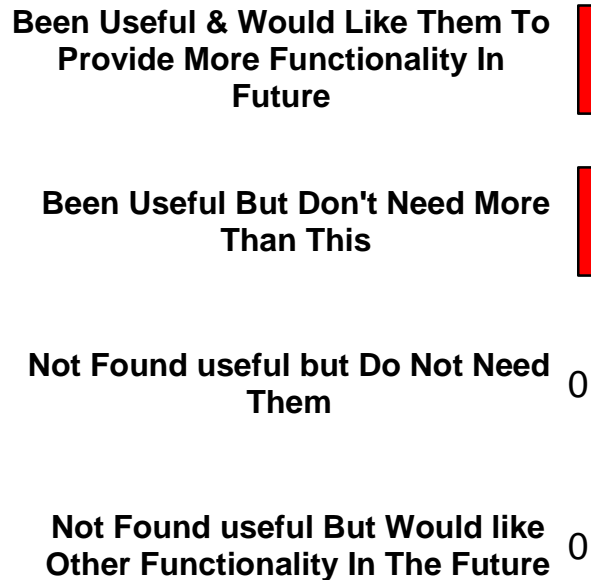 Been Useful & Would Like Them To
Provide More Functionality In
Future
Been Useful But Don't Need More
Than This
Not Found useful but Do Not Need
Them
0
Not Found useful But Would like
Other Functionality In The Future
0